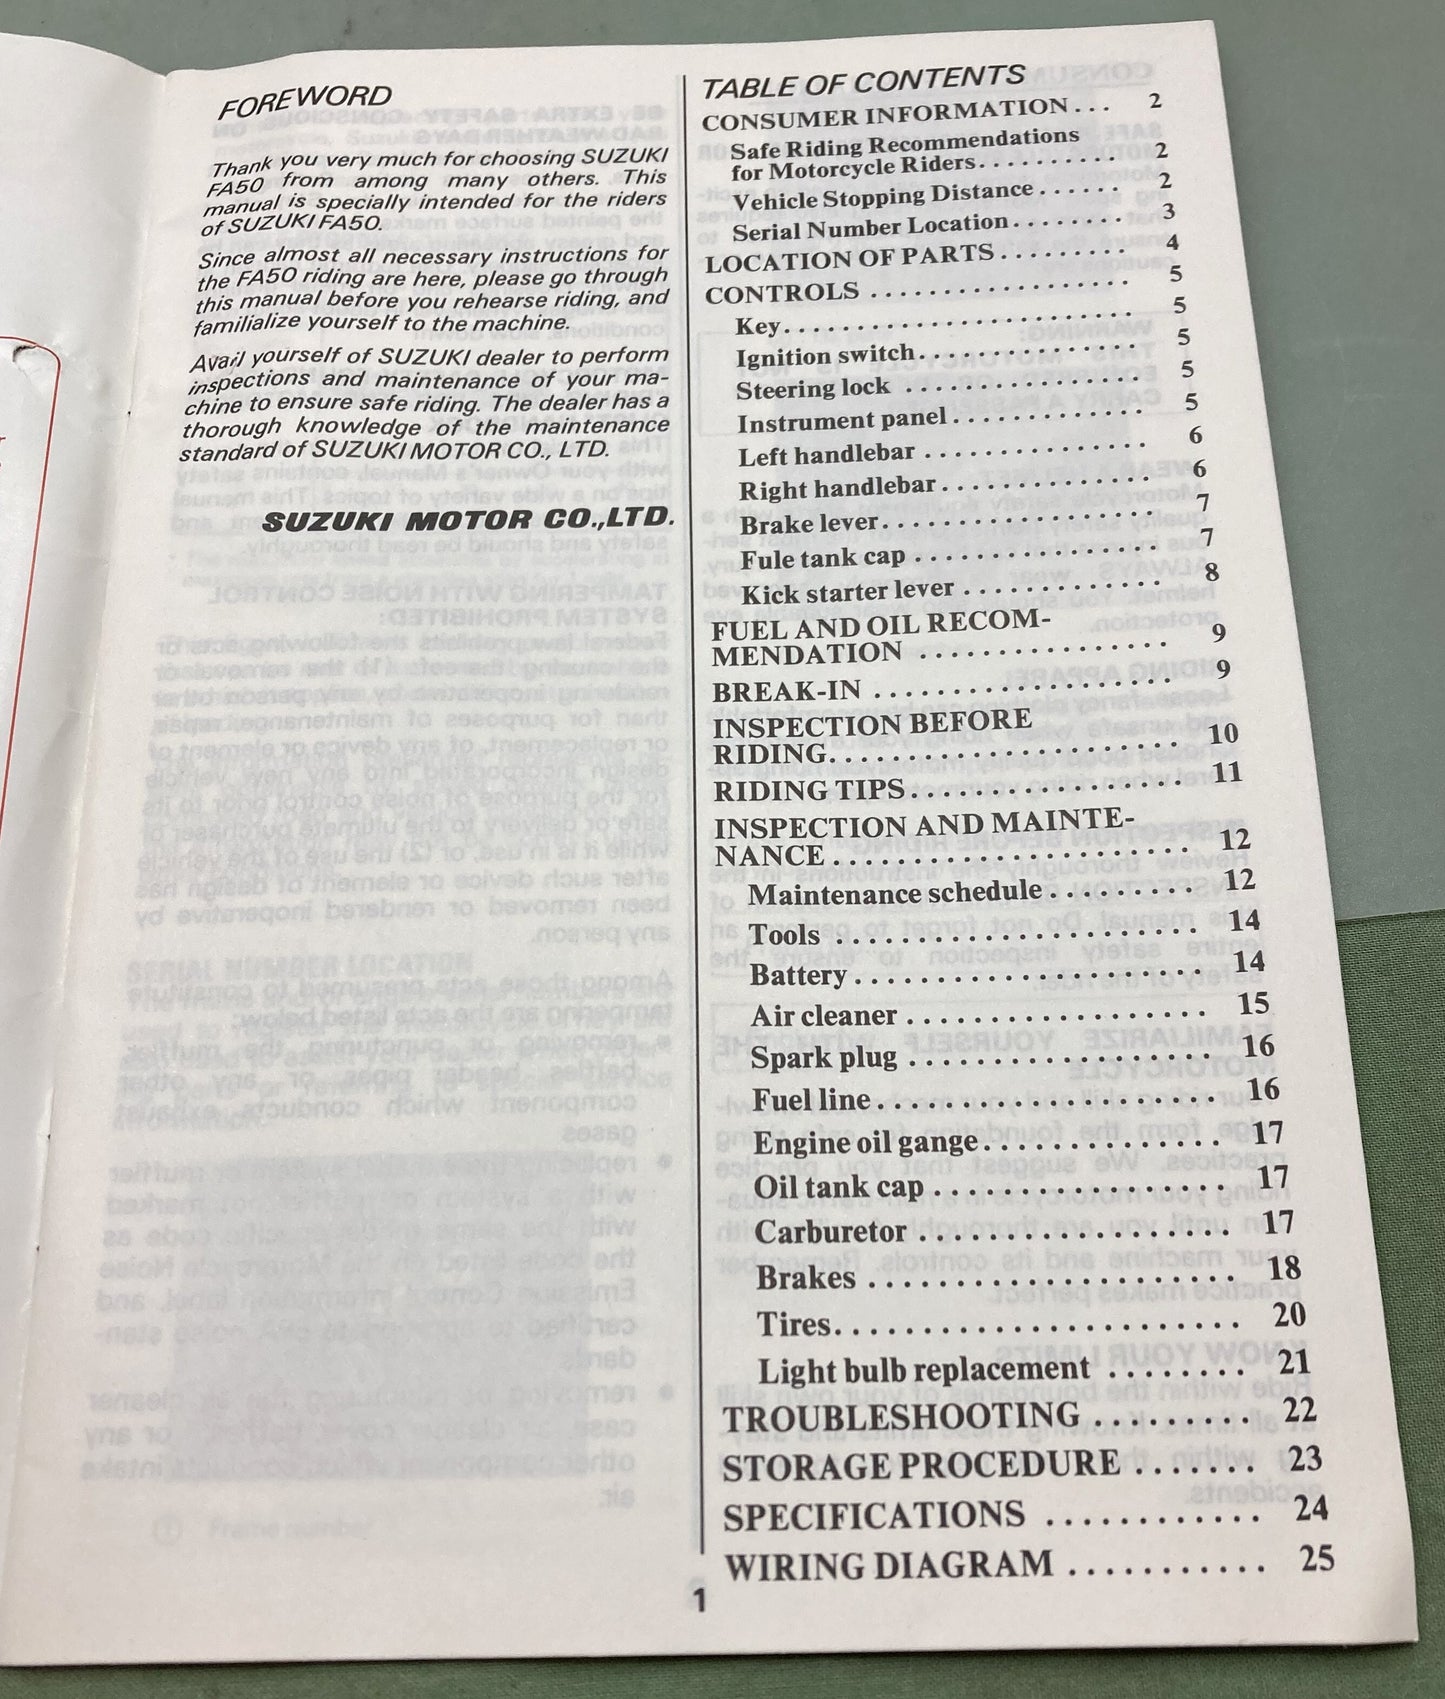 FOREWORD
Thank you very much for choosing SUZUKI
FA50 from among many others. This
manual is specially intended for the riders
of SUZUKI FA50.
Since almost all necessary instructions for
the FA50 riding are here, please go through
this manual before you rehearse riding, and
familialize yourself to the machine.
Avail yourself of SUZUKI dealer to perform
inspections and maintenance of your ma-
chine to ensure safe riding. The dealer has a
thorough knowledge of the maintenance
standard of SUZUKI MOTOR CO., LTD.
SUZUKI MOTOR CO.,LTD.
TABLE OF CONTENTS
CONSUMER INFORMATION . . . 2
Safe Riding Recommendations
for Motorcycle Riders. . . . . . . . . . 2
Vehicle Stopping Distance . . . . . . 2
Serial Number Location. . . . . . . . 3
LOCATION OF PARTS . . . . . . . . . 4
CONTROLS . . . . . . . . . . . . . . . . . . 5
Key. . . . . . . . . . . . . . . . . . . . . . . . 5
Ignition switch. . . . . . . . . . . . . . . 5
Steering lock . . . . . . . . . . . . . . . . 5
Instrument panel . . . . . . . . . . . . . 5
Left handlebar . . . . . . . . . . . . . . . 6
Right handlebar . . . . . . . . . . . . . . 6
Brake lever. . . . . . . . . . . . . . . . . . 7
Fule tank cap . . . . . . . . . . . . . . . . 7
Kick starter lever . . . . . . . . . . . . . 8
FUEL AND OIL RECOM-
MENDATION . . . . . . . . . . . . . . . . . 9
BREAK-IN . . . . . . . . . . . . . . . . . . . . 9
INSPECTION BEFORE
RIDING. . . . . . . . . . . . . . . . . . . . . . . 10
RIDING TIPS. . . . . . . . . . . . . . . . . . 11
INSPECTION AND MAINTE-
NANCE . . . . . . . . . . . . . . . . . . . . . . 12
Maintenance schedule . . . . . . . . . 12
Tools . . . . . . . . . . . . . . . . . . . . . . 14
Battery . . . . . . . . . . . . . . . . . . . . . 14
Air cleaner . . . . . . . . . . . . . . . . . . 15
Spark plug . . . . . . . . . . . . . . . . . . 16
Fuel line . . . . . . . . . . . . . . . . . . . . 16
Engine oil gange. . . . . . . . . . . . . . 17
Oil tank cap . . . . . . . . . . . . . . . . . 17
Carburetor . . . . . . . . . . . . . . . . . . 17
Brakes . . . . . . . . . . . . . . . . . . . . . 18
Tires. . . . . . . . . . . . . . . . . . . . . . . 20
Light bulb replacement . . . . . . . . 21
TROUBLESHOOTING . . . . . . . . . 22
STORAGE PROCEDURE . . . . . . . 23
SPECIFICATIONS . . . . . . . . . . . . 24
WIRING DIAGRAM . . . . . . . . . . . 25
1